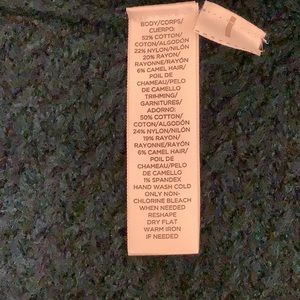 BODY/CORPS/
CUERPO:
52% COTTON/
COTON/ALGODÓN
22% NYLON/NILÓN
20% RAYON/
RAYONNE/RAYÓN
6% CAMEL HAIR/
POIL DE
CHAMEAU/PELO
DE CAMELLO
TRIMMING/
GARNITURES/
ADORNO:
50% COTTON/
COTON/ALGODÓN
24% NYLON/NILÓN
19% RAYON/
RAYONNE/RAYÓN
6% CAMEL HAIR/
POIL DE
CHAMEAU/PELO
DE CAMELLO
1% SPANDEX
HAND WASH COLD
ONLY NON-
CHLORINE BLEACH
WHEN NEEDED
RESHAPE
DRY FLAT
WARM IRON
IF NEEDED